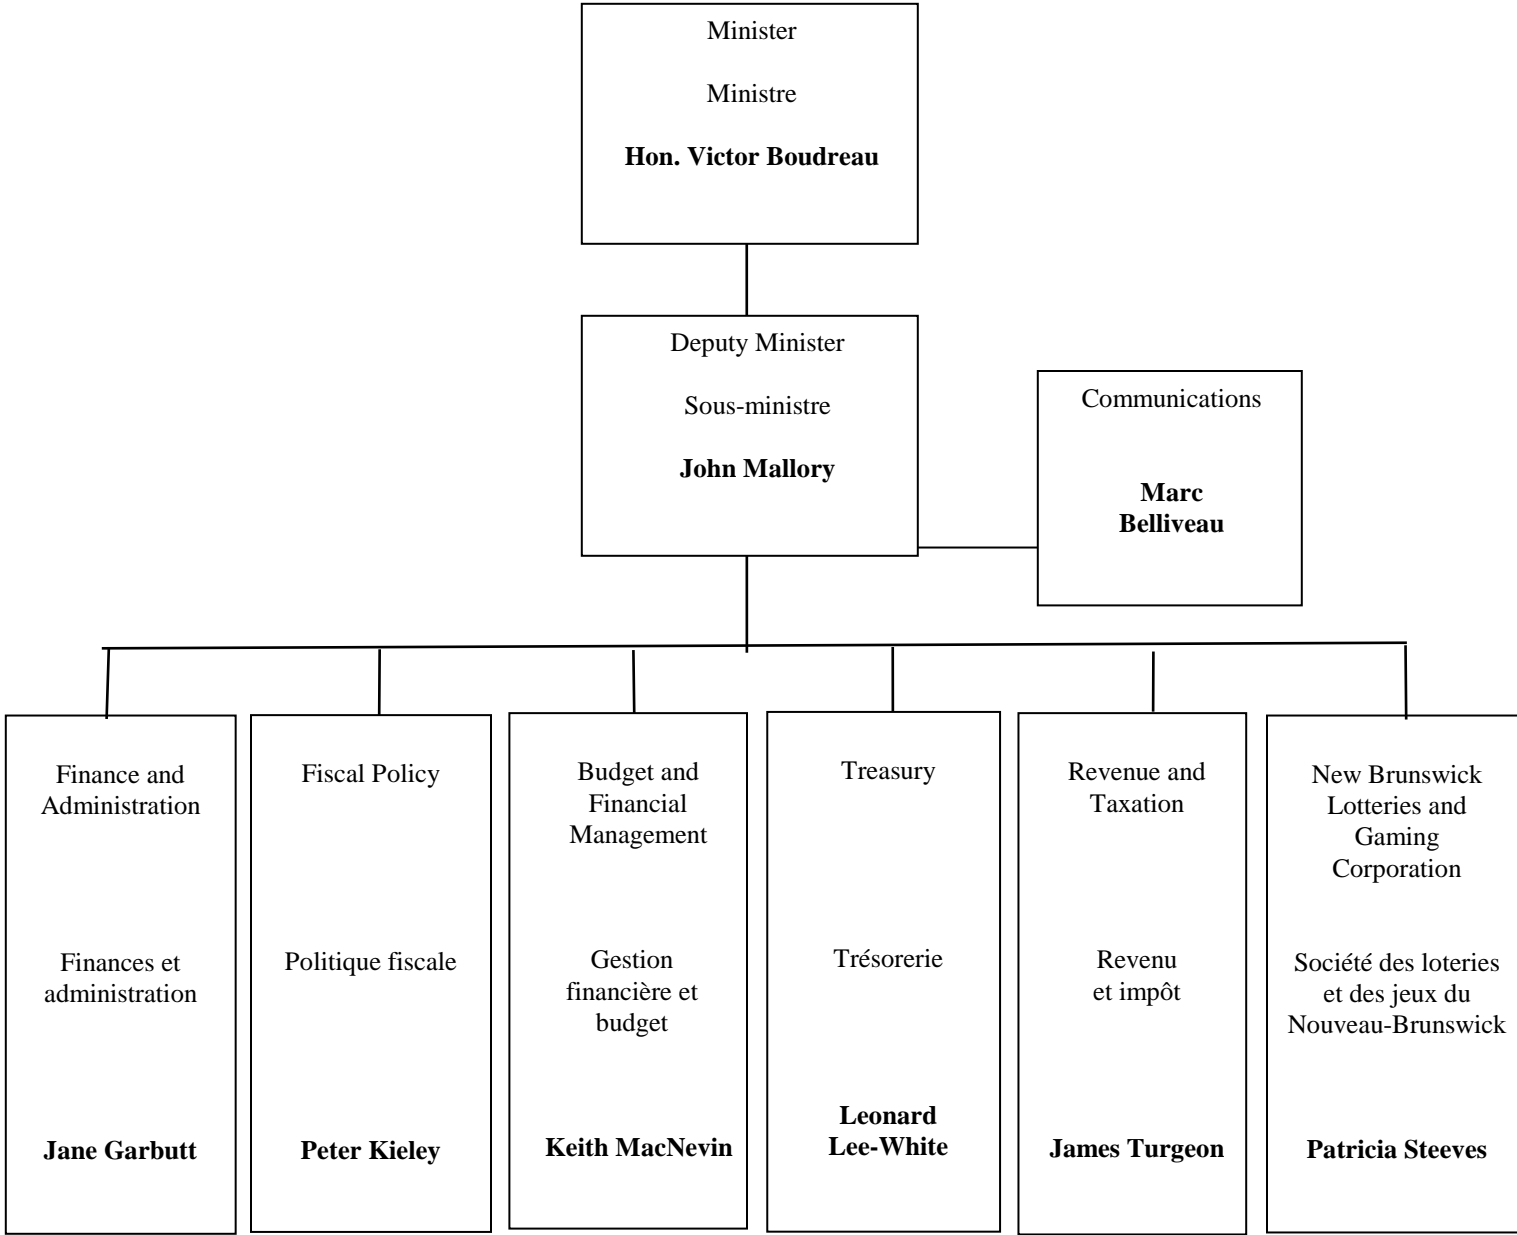 Minister
Ministre
Hon. Victor Boudreau
Deputy Minister
Sous-ministre
John Mallory
Communications
Marc
Belliveau
Finance and
Administration
Finances et
administration
Jane Garbutt
Fiscal Policy
Politique fiscale
Peter Kieley
Budget and
Financial
Management
Gestion
financière et
budget
Keith MacNevin
Treasury
Trésorerie
Leonard
Lee-White
Revenue and
Taxation
Revenu
et impôt
James Turgeon
New Brunswick
Lotteries and
Gaming
Corporation
Société des loteries
et des jeux du
Nouveau-Brunswick
Patricia Steeves